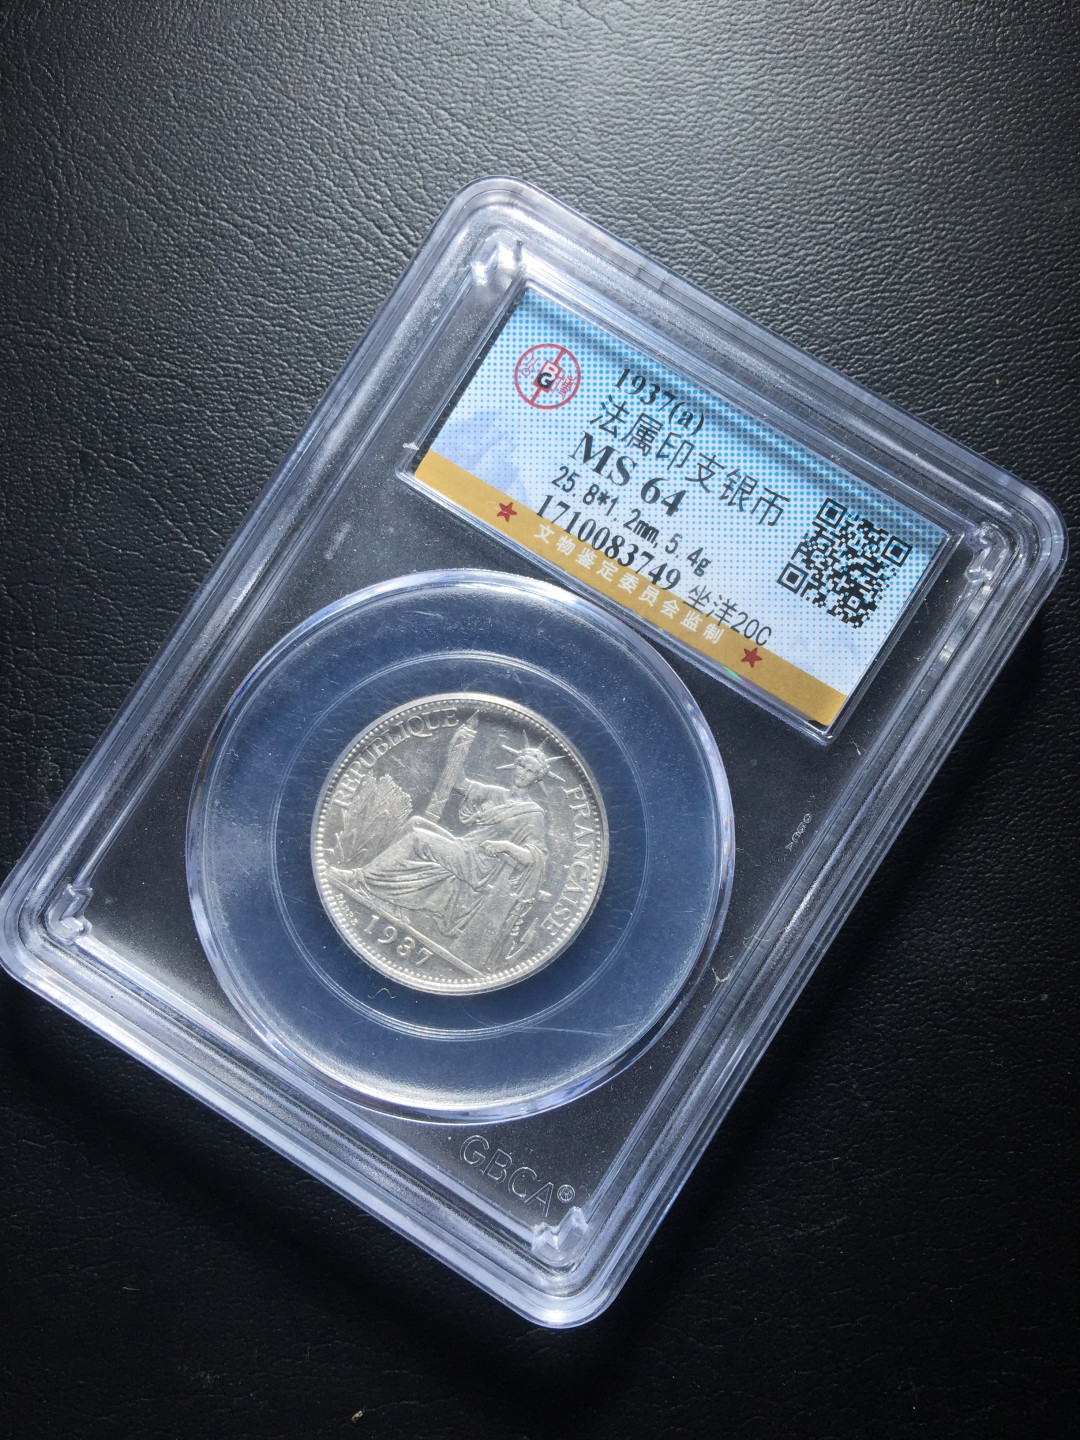 1937(a)
法属印支银币
MS 64
25.8*1.2mm,5.4g
1710083749 坐洋20C
文物鉴定委员会监制
G
REPUBLIQUE FRANÇAISE
1937
GBCA®